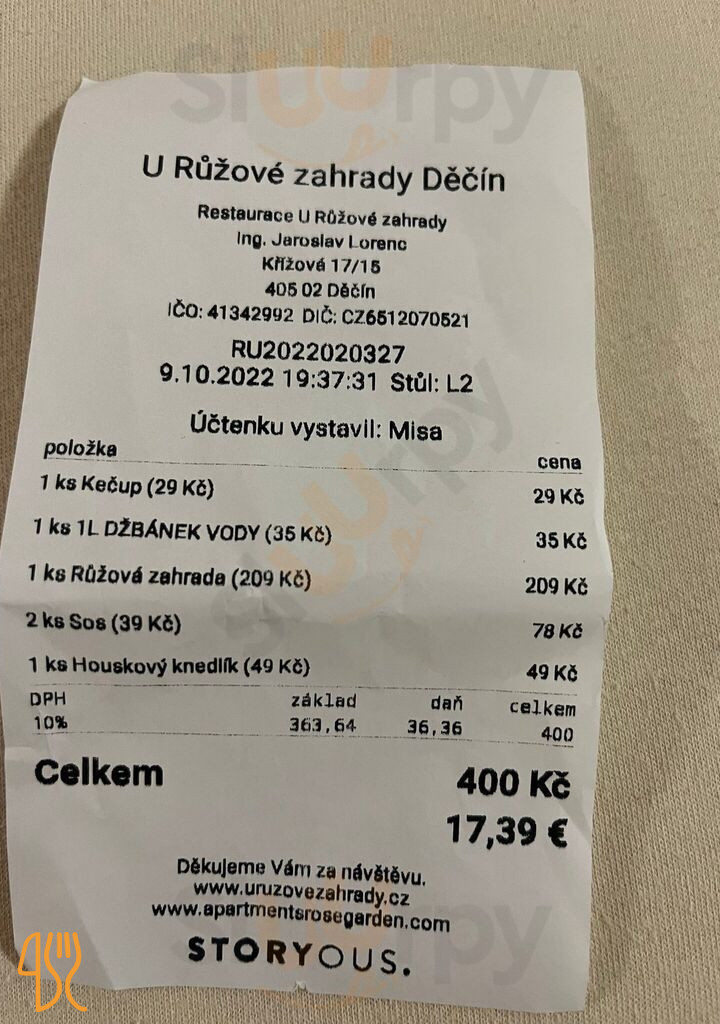 U Růžové zahrady Děčín
Restaurace U Růžové zahrady
Ing. Jaroslav Lorenc
Křížová 17/15
405 02 Děčín
IČO: 41342992 DIČ: CZ6512070521
RU2022020327
9.10.2022 19:37:31 Stůl: L2
Účtenku vystavil: Misa
položka cena
1 ks Kečup (29 Kč) 29 Kč
1 ks 1L DŽBÁNEK VODY (35 Kč) 35 Kč
1 ks Růžová zahrada (209 Kč) 209 Kč
2 ks Sos (39 Kč) 78 Kč
1 ks Houskový knedlík (49 Kč) 49 Kč
DPH základ daň celkem
10% 363,64 36,36 400
Celkem 400 Kč
17,39 €
Děkujeme Vám za návštěvu.
www.uruzovezahrady.cz
www.apartmentsrosegarden.com
STORYOUS.
sluurpy
sluurpy
sluurpy